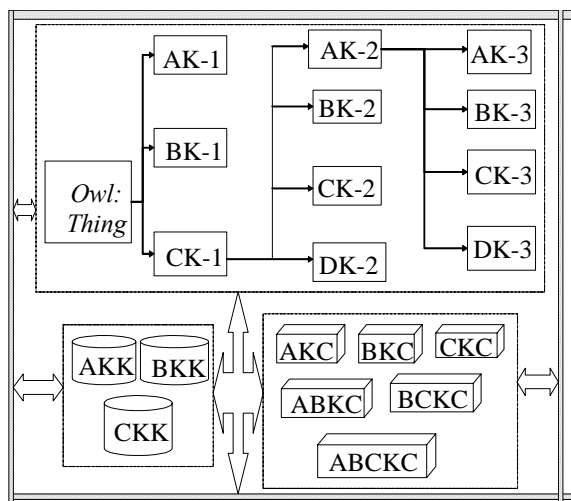 AK-1
AK-2
AK-3
BK-1
BK-2
BK-3
Owl:
Thing
CK-1
CK-2
CK-3
DK-2
DK-3
AKK
BKK
CKK
AKC
BKC
CKC
ABKC
BCKC
ABCKC